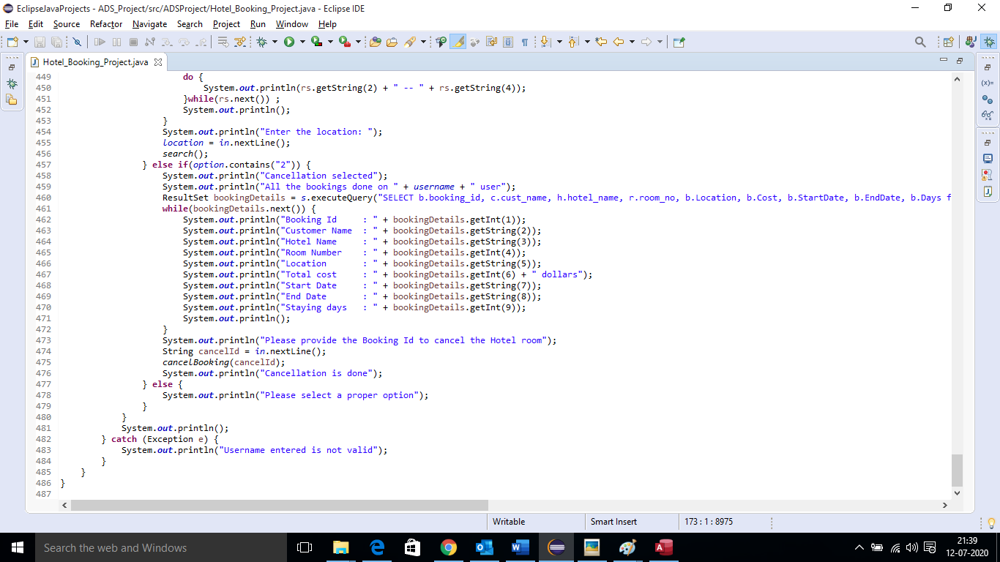 EclipseJavaProjects - ADS_Project/src/ADSProject/Hotel_Booking_Project.java - Eclipse IDE
File Edit Source Refactor Navigate Search Project Run Window Help
Hotel_Booking_Project.java
449 do {
450 System.out.println(rs.getString(2) + " -- " + rs.getString(4));
451 }while(rs.next()) ;
452 System.out.println();
453 }
454 System.out.println("Enter the location: ");
455 location = in.nextLine();
456 search();
457 } else if(option.contains("2")) {
458 System.out.println("Cancellation selected");
459 System.out.println("All the bookings done on " + username + " user");
460 ResultSet bookingDetails = s.executeQuery("SELECT b.booking_id, c.cust_name, h.hotel_name, r.room_no, b.Location, b.Cost, b.StartDate, b.EndDate, b.Days f
461 while(bookingDetails.next()) {
462 System.out.println("Booking Id     : " + bookingDetails.getInt(1));
463 System.out.println("Customer Name  : " + bookingDetails.getString(2));
464 System.out.println("Hotel Name     : " + bookingDetails.getString(3));
465 System.out.println("Room Number    : " + bookingDetails.getInt(4));
466 System.out.println("Location       : " + bookingDetails.getString(5));
467 System.out.println("Total cost     : " + bookingDetails.getInt(6) + " dollars");
468 System.out.println("Start Date     : " + bookingDetails.getString(7));
469 System.out.println("End Date       : " + bookingDetails.getString(8));
470 System.out.println("Staying days   : " + bookingDetails.getInt(9));
471 System.out.println();
472 }
473 System.out.println("Please provide the Booking Id to cancel the Hotel room");
474 String cancelId = in.nextLine();
475 cancelBooking(cancelId);
476 System.out.println("Cancellation is done");
477 } else {
478 System.out.println("Please select a proper option");
479 }
480 }
481 System.out.println();
482 } catch (Exception e) {
483 System.out.println("Username entered is not valid");
484 }
485 }
486 }
487
Writable Smart Insert 173 : 1 : 8975
Search the web and Windows
21:39
12-07-2020